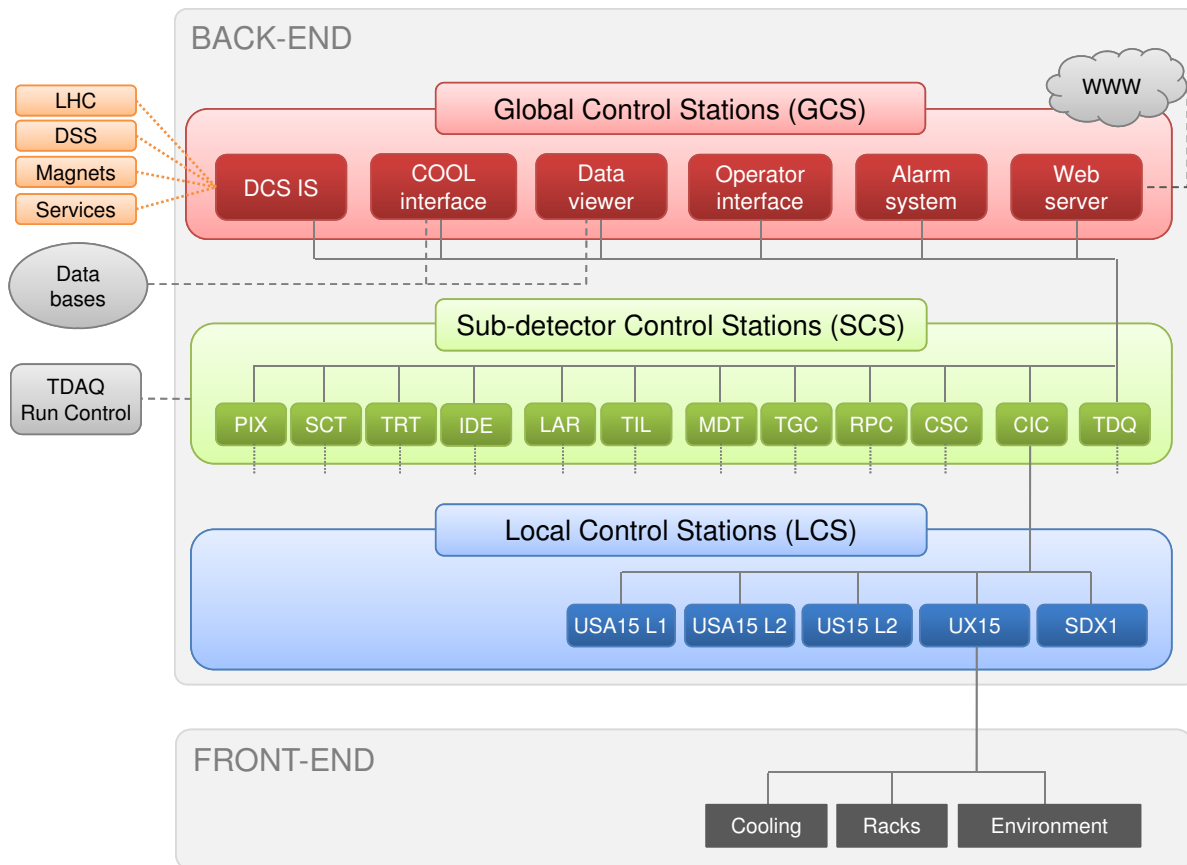 BACK-END
WWW
Global Control Stations (GCS)
LHC
DSS
Magnets
Services
DCS IS
COOL
interface
Data
viewer
Operator
interface
Alarm
system
Web
server
Data
bases
Sub-detector Control Stations (SCS)
TDAQ
Run Control
PIX
SCT
TRT
IDE
LAR
TIL
MDT
TGC
RPC
CSC
CIC
TDQ
Local Control Stations (LCS)
USA15 L1
USA15 L2
US15 L2
UX15
SDX1
FRONT-END
Cooling
Racks
Environment